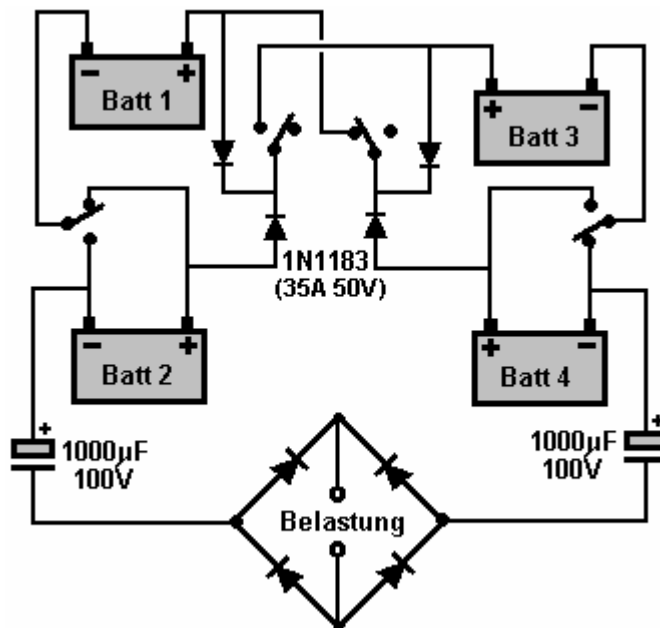 - +
Batt 1
+ -
Batt 3
1N1183
(35A 50V)
- +
Batt 2
+ -
Batt 4
+
1000µF
100V
+
1000µF
100V
Belastung